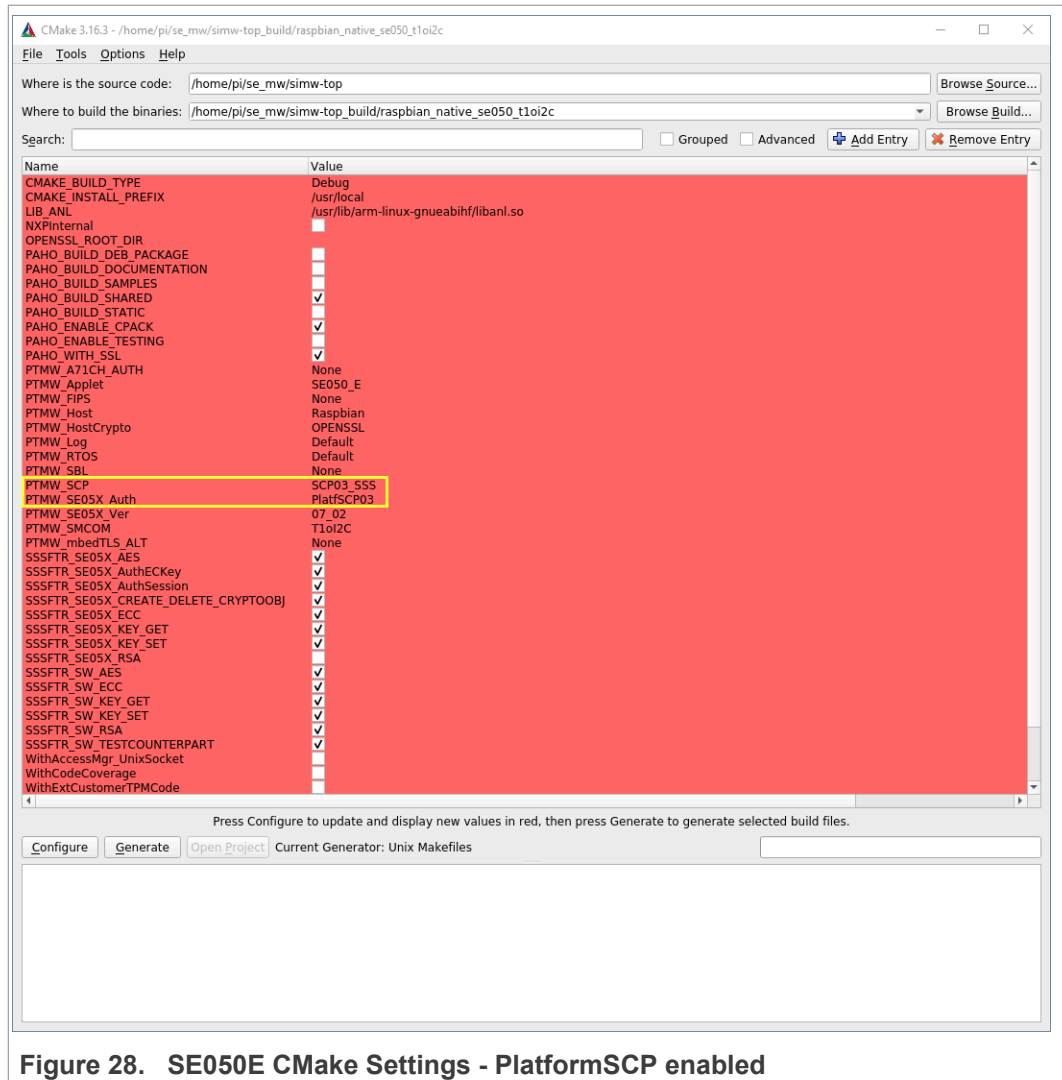 CMake 3.16.3 - /home/pi/se_mw/simw-top_build/raspbian_native_se050_t1oi2c
File Tools Options Help
Where is the source code: /home/pi/se_mw/simw-top Browse Source...
Where to build the binaries: /home/pi/se_mw/simw-top_build/raspbian_native_se050_t1oi2c Browse Build...
Search: Grouped Advanced Add Entry Remove Entry
Name Value
CMAKE_BUILD_TYPE Debug
CMAKE_INSTALL_PREFIX /usr/local
LIB_ANL /usr/lib/arm-linux-gnueabihf/libanl.so
NXPInternal
OPENSSL_ROOT_DIR
PAHO_BUILD_DEB_PACKAGE
PAHO_BUILD_DOCUMENTATION
PAHO_BUILD_SAMPLES
PAHO_BUILD_SHARED
PAHO_BUILD_STATIC
PAHO_ENABLE_CPACK
PAHO_ENABLE_TESTING
PAHO_WITH_SSL
PTMW_A71CH_AUTH None
PTMW_Applet SE050_E
PTMW_FIPS None
PTMW_Host Raspbian
PTMW_HostCrypto OPENSSL
PTMW_Log Default
PTMW_RTOS Default
PTMW_SBL None
PTMW_SCP SCP03_SSS
PTMW_SE05X_Auth PlatfSCP03
PTMW_SE05X_Ver 07_02
PTMW_SMCOM T1oI2C
PTMW_mbedTLS_ALT None
SSSFTR_SE05X_AES
SSSFTR_SE05X_AuthECKey
SSSFTR_SE05X_AuthSession
SSSFTR_SE05X_CREATE_DELETE_CRYPTOOBJ
SSSFTR_SE05X_ECC
SSSFTR_SE05X_KEY_GET
SSSFTR_SE05X_KEY_SET
SSSFTR_SE05X_RSA
SSSFTR_SW_AES
SSSFTR_SW_ECC
SSSFTR_SW_KEY_GET
SSSFTR_SW_KEY_SET
SSSFTR_SW_RSA
SSSFTR_SW_TESTCOUNTERPART
WithAccessMgr_UnixSocket
WithCodeCoverage
WithExtCustomerTPMCode
Press Configure to update and display new values in red, then press Generate to generate selected build files.
Configure Generate Open Project Current Generator: Unix Makefiles
Figure 28. SE050E CMake Settings - PlatformSCP enabled